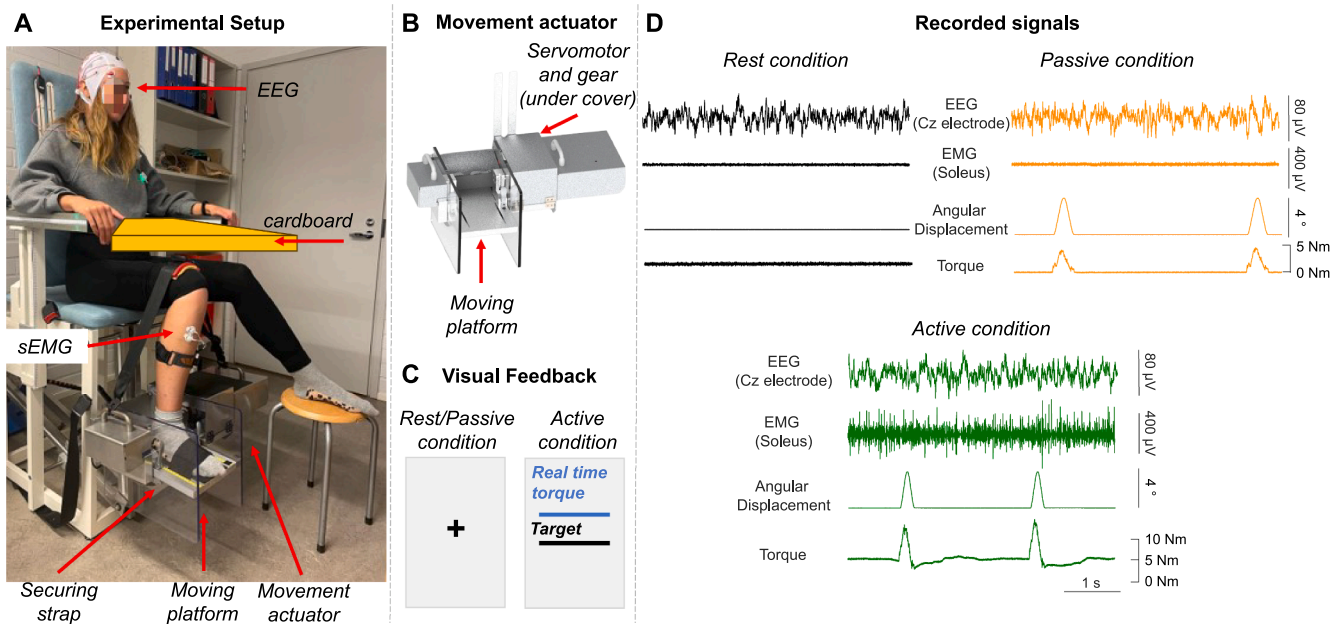 A Experimental Setup
EEG
cardboard
sEMG
Securing
strap
Moving
platform
Movement
actuator
B Movement actuator
Servomotor
and gear
(under cover)
Moving
platform
C Visual Feedback
Rest/Passive
condition
+
Active
condition
Real time
torque
Target
D Recorded signals
Rest condition
Passive condition
EEG
(Cz electrode)
80 µV
EMG
(Soleus)
400 µV
Angular
Displacement
4 °
Torque
5 Nm
0 Nm
Active condition
EEG
(Cz electrode)
80 µV
EMG
(Soleus)
400 µV
Angular
Displacement
4 °
Torque
10 Nm
5 Nm
0 Nm
1 s